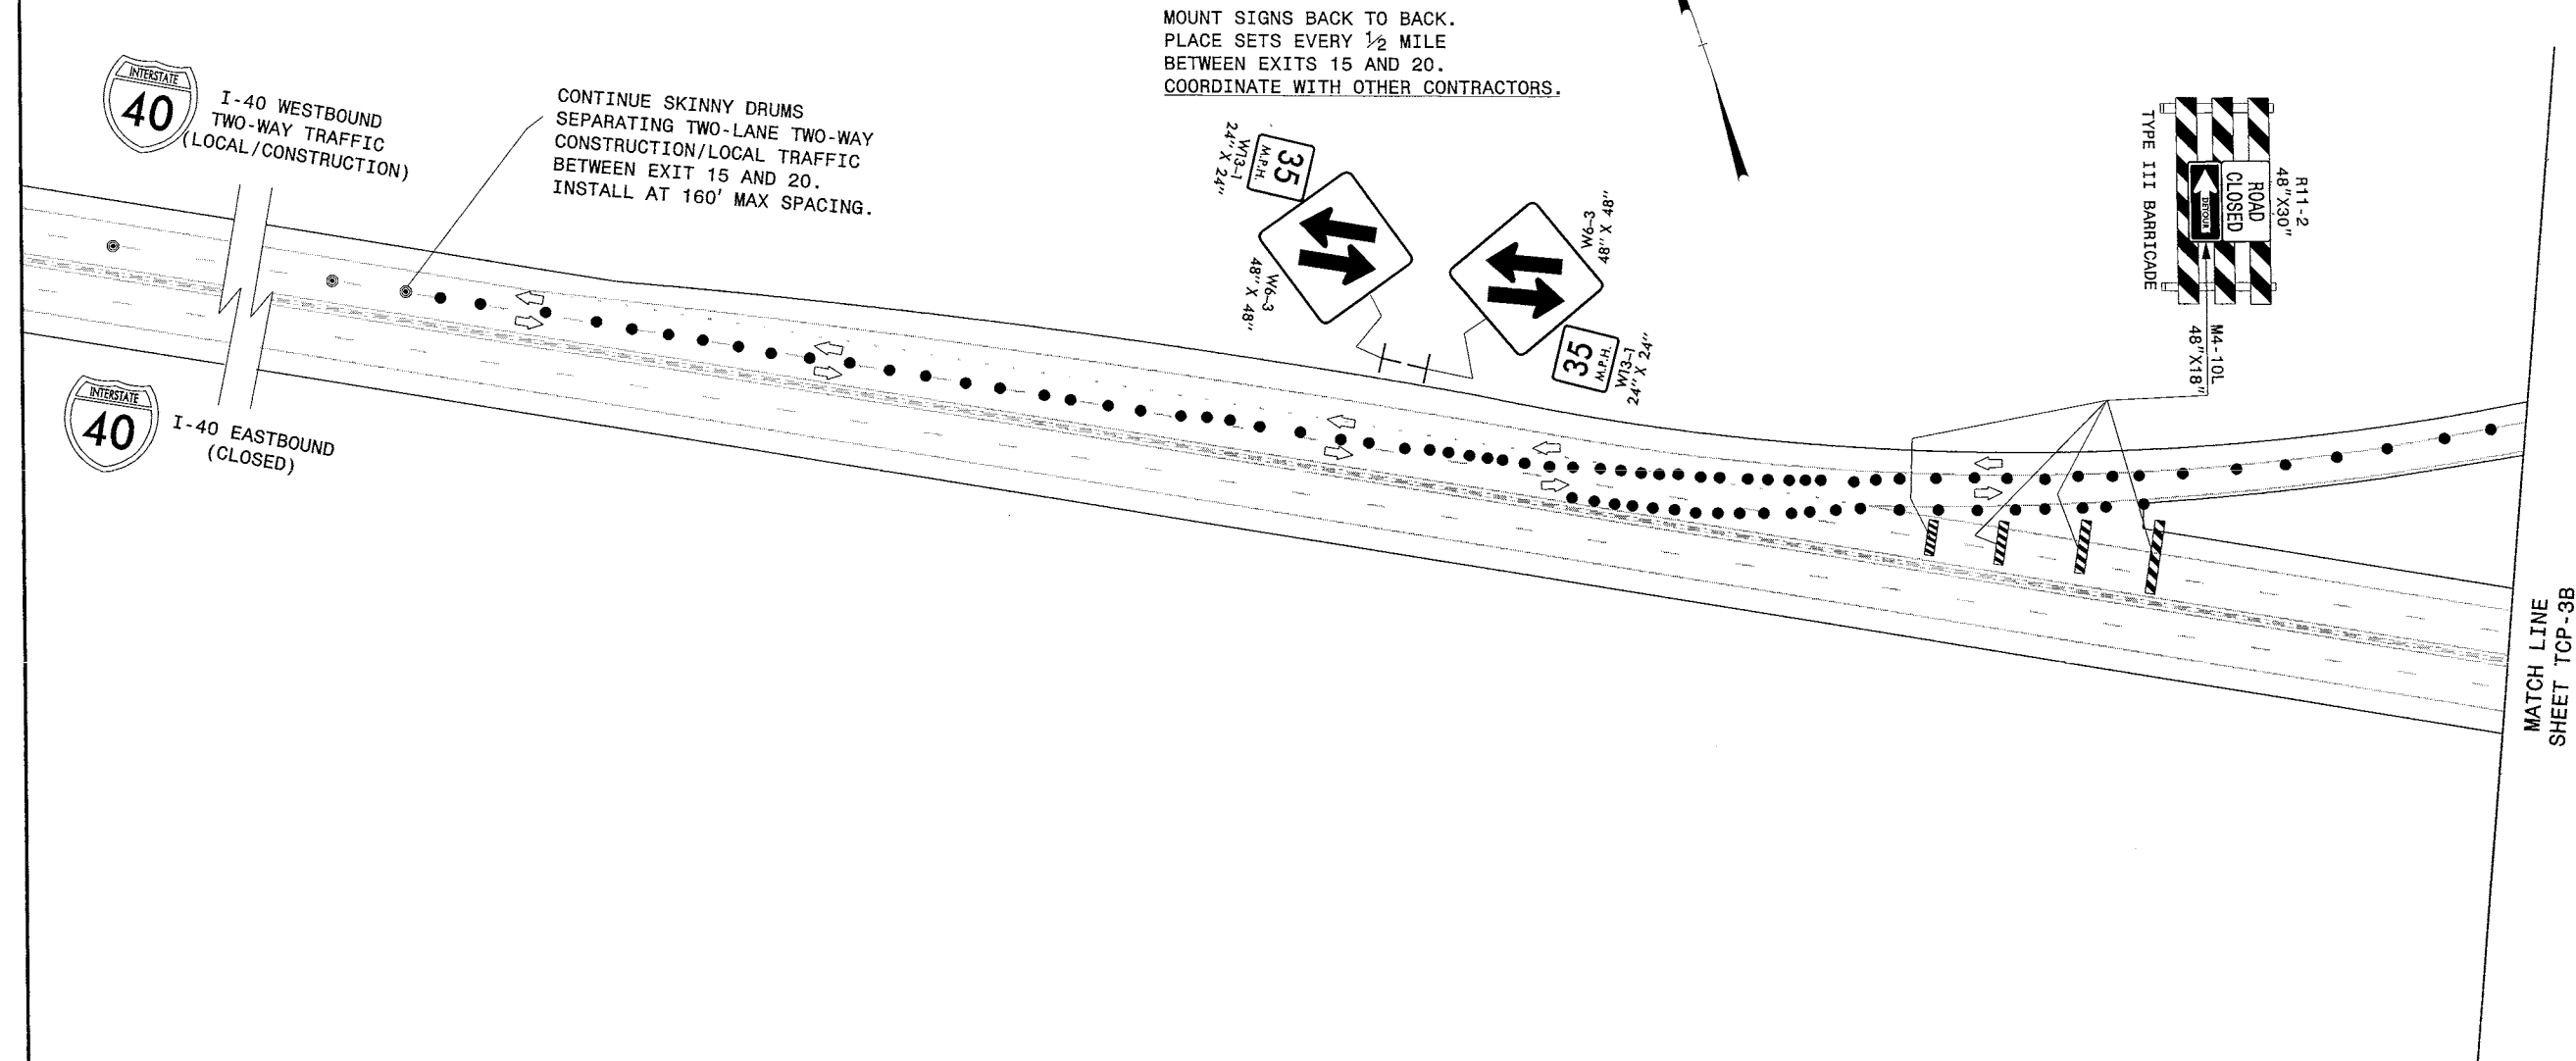 MOUNT SIGNS BACK TO BACK.
PLACE SETS EVERY ½ MILE
BETWEEN EXITS 15 AND 20.
COORDINATE WITH OTHER CONTRACTORS.
INTERSTATE
40
I-40 WESTBOUND
TWO-WAY TRAFFIC
(LOCAL/CONSTRUCTION)
CONTINUE SKINNY DRUMS
SEPARATING TWO-LANE TWO-WAY
CONSTRUCTION/LOCAL TRAFFIC
BETWEEN EXIT 15 AND 20.
INSTALL AT 160' MAX SPACING.
35
M.P.H.
W13-1
24" X 24"
W6-3
48" X 48"
W6-3
48" X 48"
35
M.P.H.
W13-1
24" X 24"
TYPE III BARRICADE
ROAD
CLOSED
DETOUR
R11-2
48"X30"
M4-10L
48"X18"
INTERSTATE
40
I-40 EASTBOUND
(CLOSED)
MATCH LINE
SHEET TCP-3B